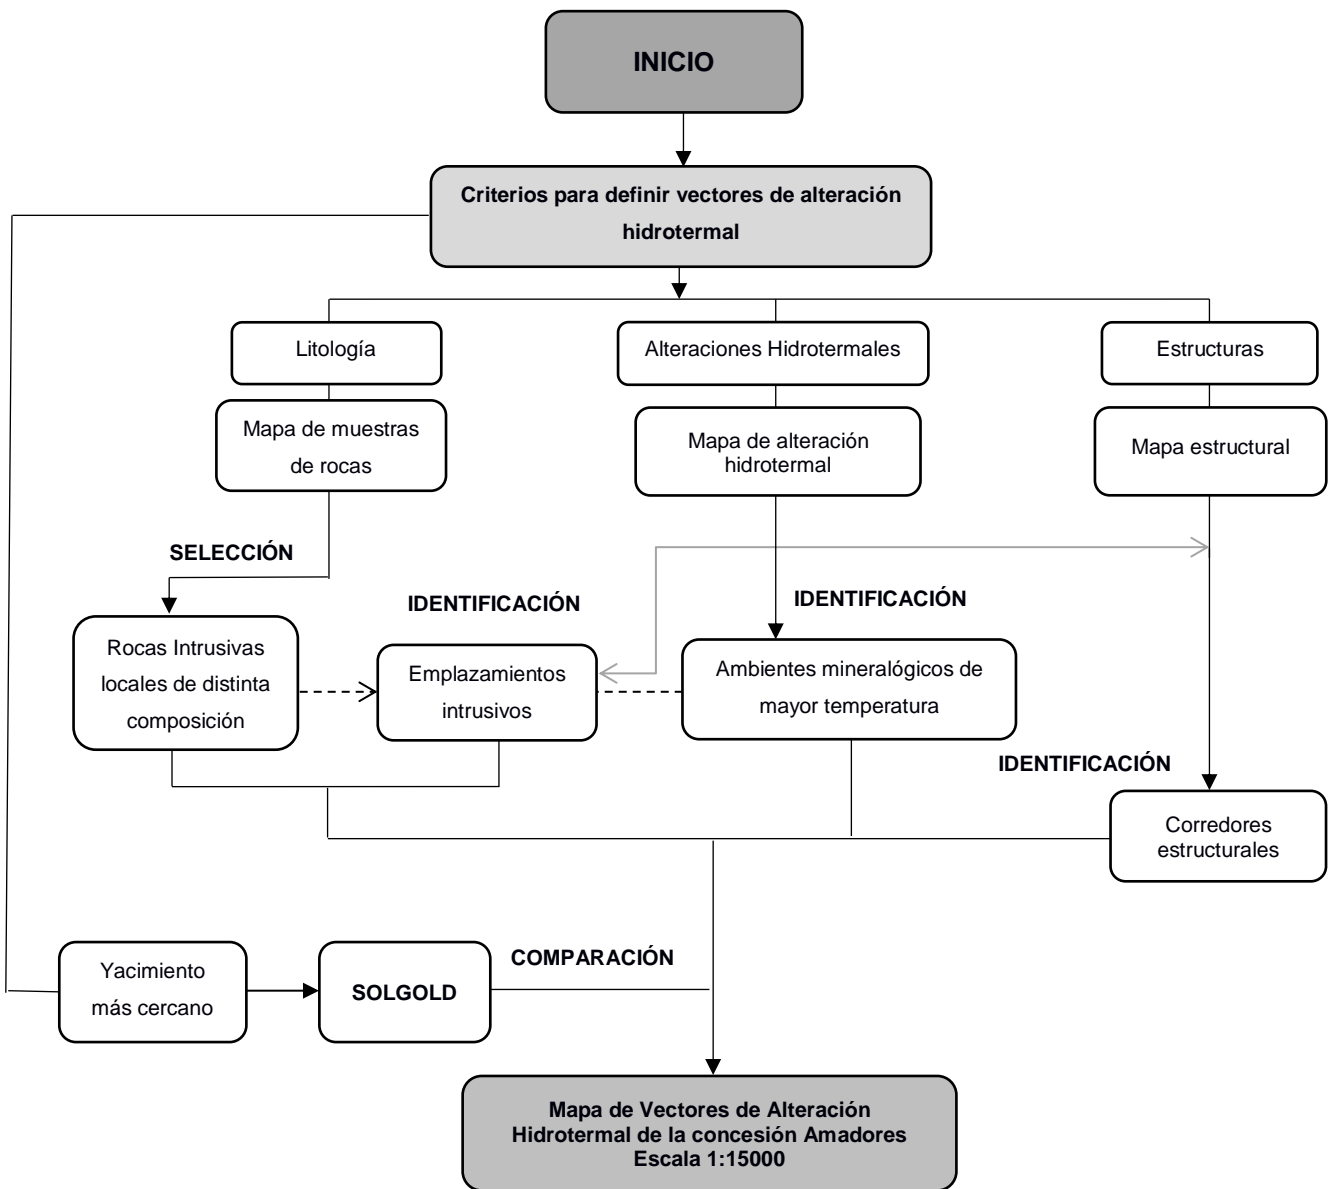 INICIO
Criterios para definir vectores de alteración
hidrotermal
Litología
Alteraciones Hidrotermales
Estructuras
Mapa de muestras
de rocas
Mapa de alteración
hidrotermal
Mapa estructural
SELECCIÓN
IDENTIFICACIÓN
IDENTIFICACIÓN
Rocas Intrusivas
locales de distinta
composición
Emplazamientos
intrusivos
Ambientes mineralógicos de
mayor temperatura
IDENTIFICACIÓN
Corredores
estructurales
Yacimiento
más cercano
SOLGOLD
COMPARACIÓN
Mapa de Vectores de Alteración
Hidrotermal de la concesión Amadores
Escala 1:15000